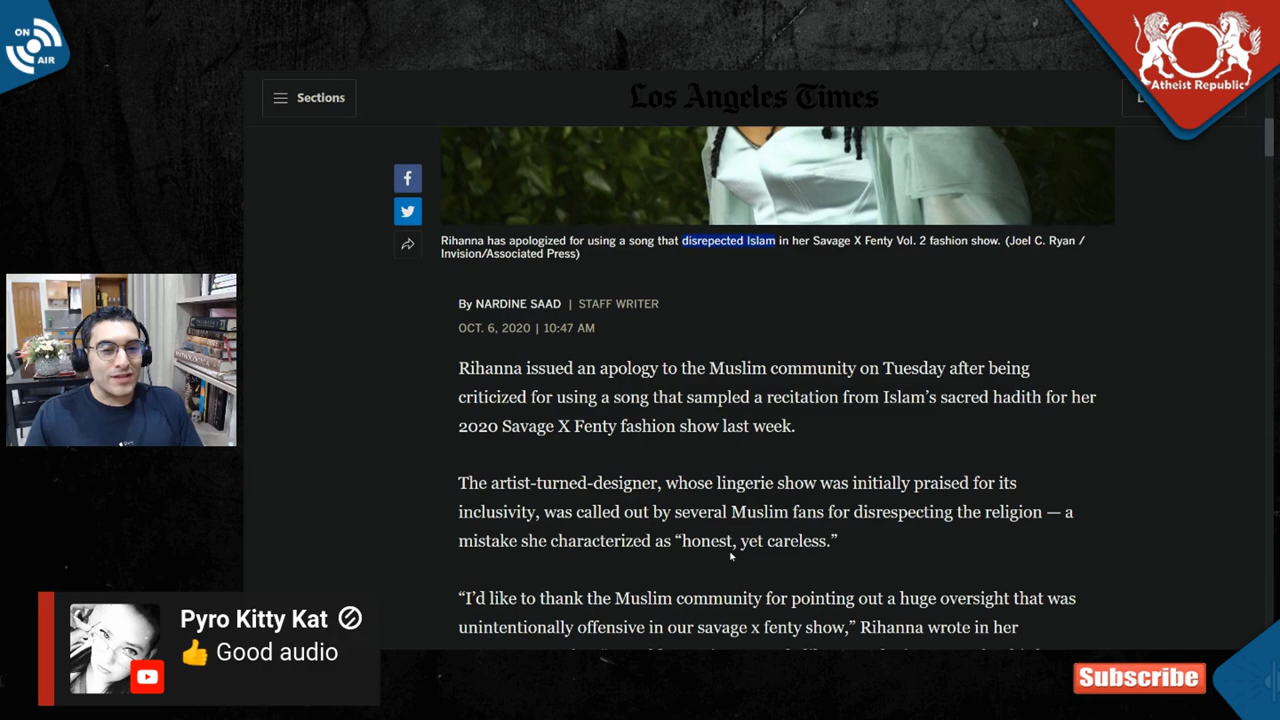 ON
AIR
Sections
Los Angeles Times
Atheist Republic
Rihanna has apologized for using a song that disrepected Islam in her Savage X Fenty Vol. 2 fashion show. (Joel C. Ryan /
Invision/Associated Press)
By NARDINE SAAD | STAFF WRITER
OCT. 6, 2020 | 10:47 AM
Rihanna issued an apology to the Muslim community on Tuesday after being
criticized for using a song that sampled a recitation from Islam’s sacred hadith for her
2020 Savage X Fenty fashion show last week.
The artist-turned-designer, whose lingerie show was initially praised for its
inclusivity, was called out by several Muslim fans for disrespecting the religion — a
mistake she characterized as “honest, yet careless.”
“I’d like to thank the Muslim community for pointing out a huge oversight that was
unintentionally offensive in our savage x fenty show,” Rihanna wrote in her
Pyro Kitty Kat
👍 Good audio
Subscribe